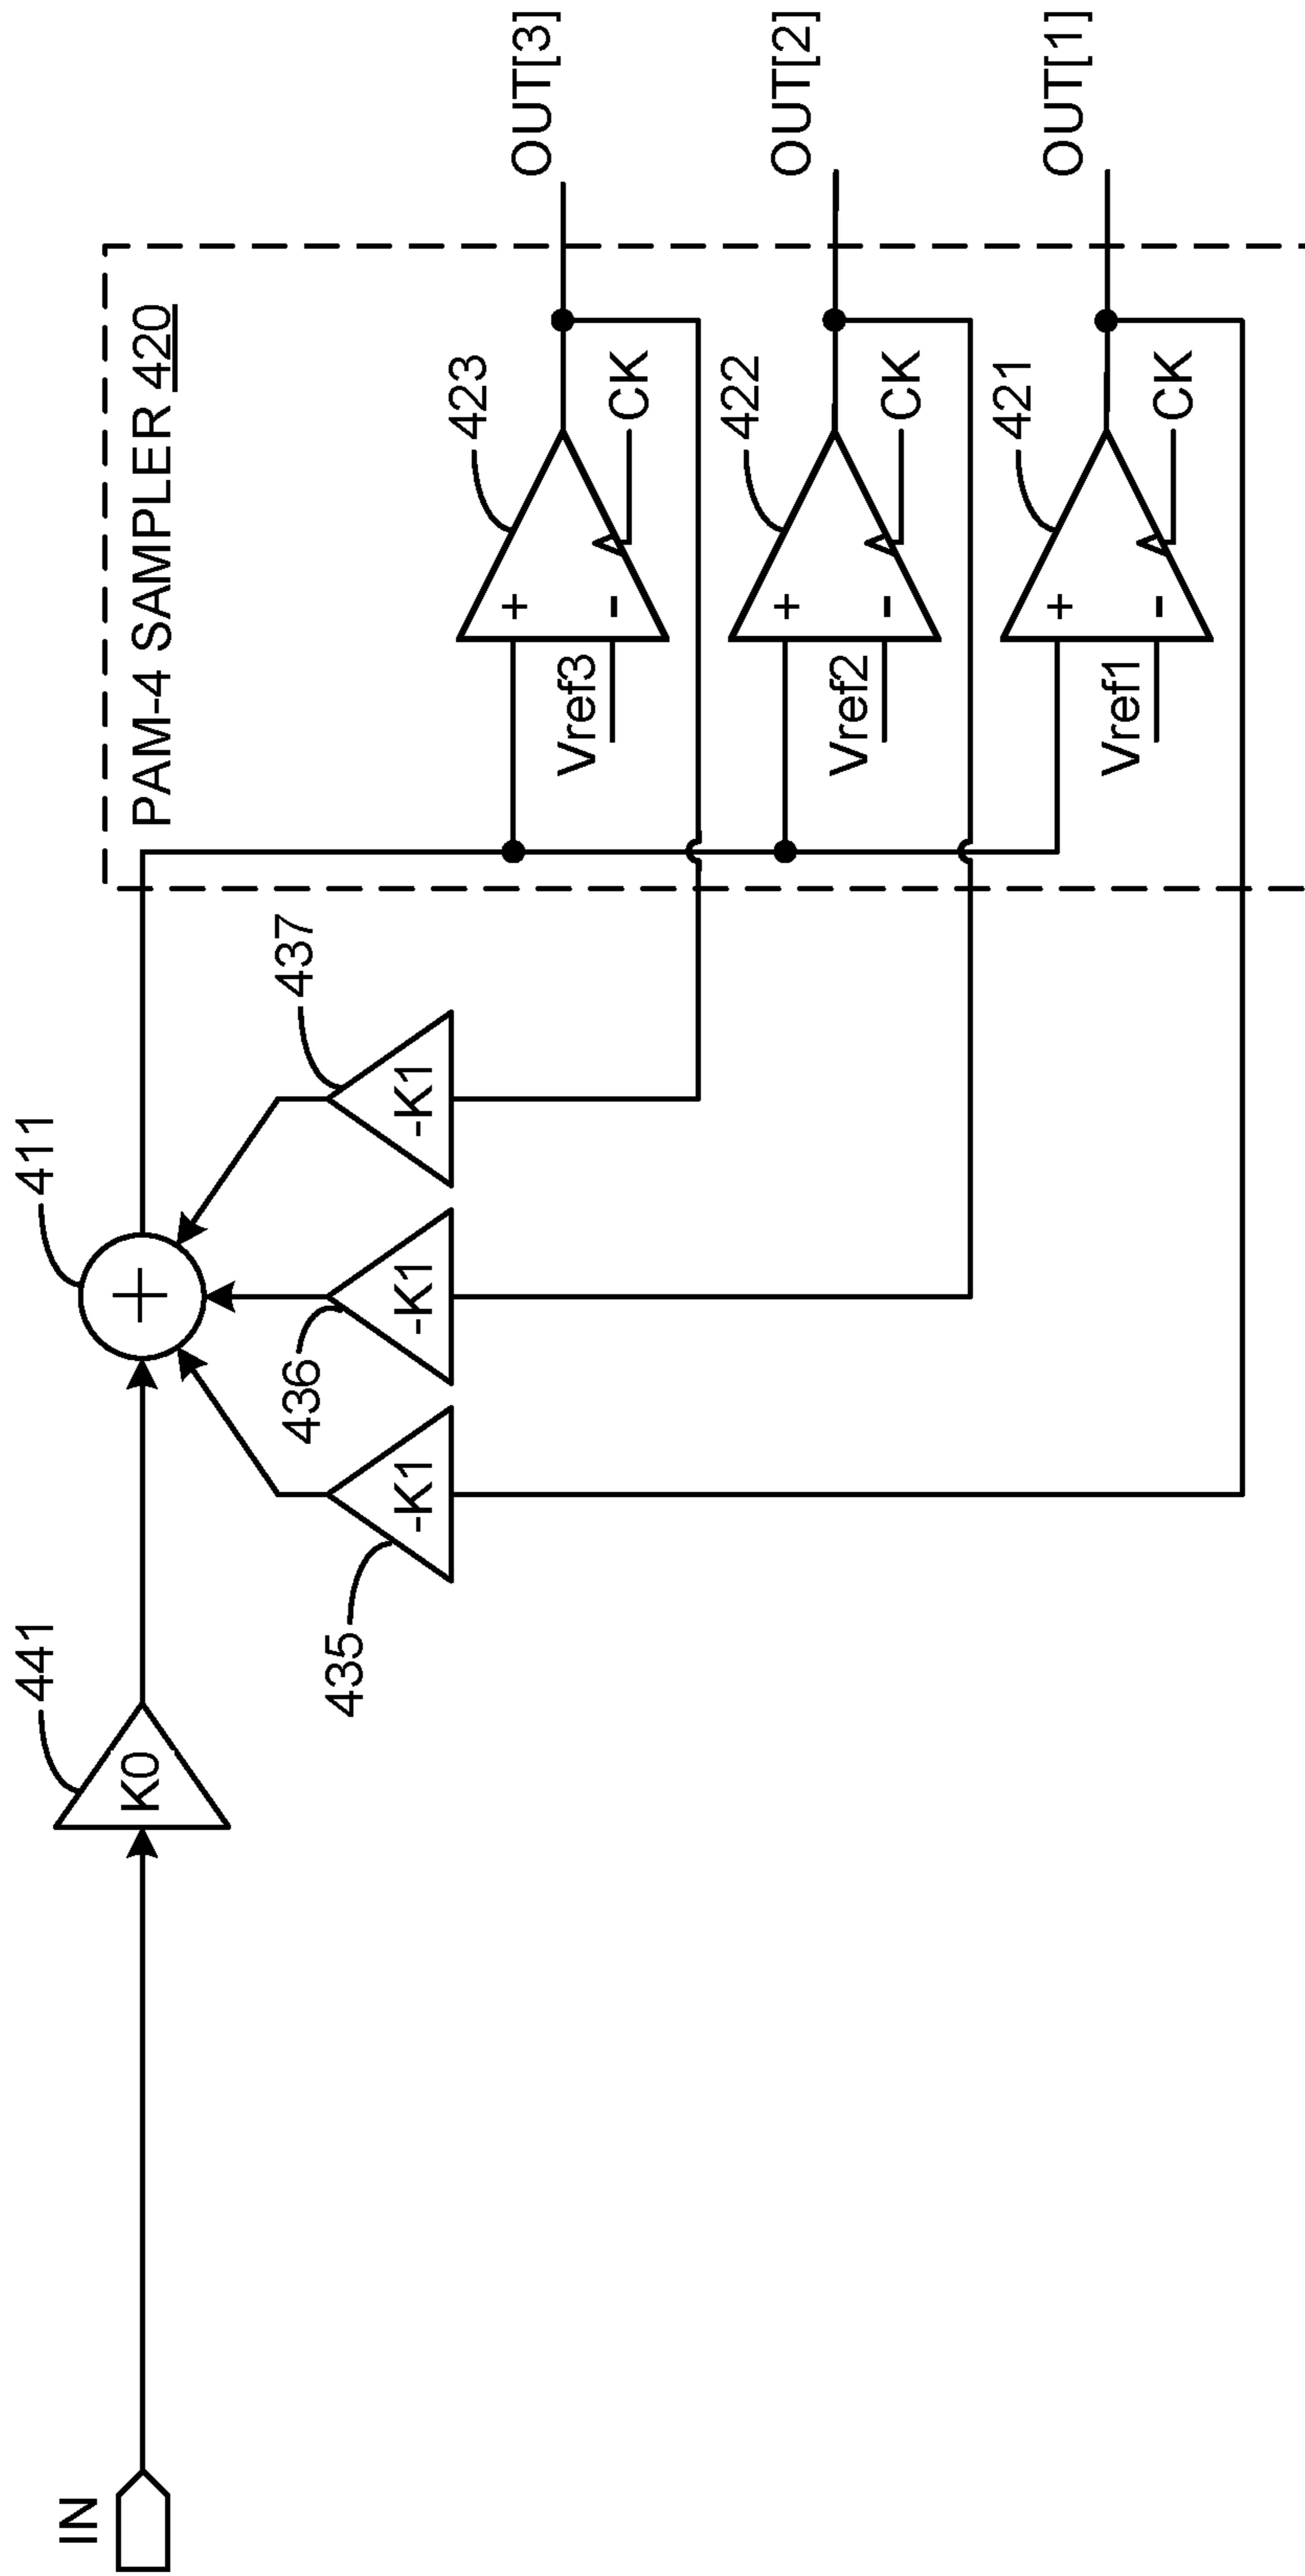 IN
441
K0
411
+
435
-K1
436
-K1
437
-K1
PAM-4 SAMPLER 420
423
+
-
Vref3
CK
OUT[3]
422
+
-
Vref2
CK
OUT[2]
421
+
-
Vref1
CK
OUT[1]